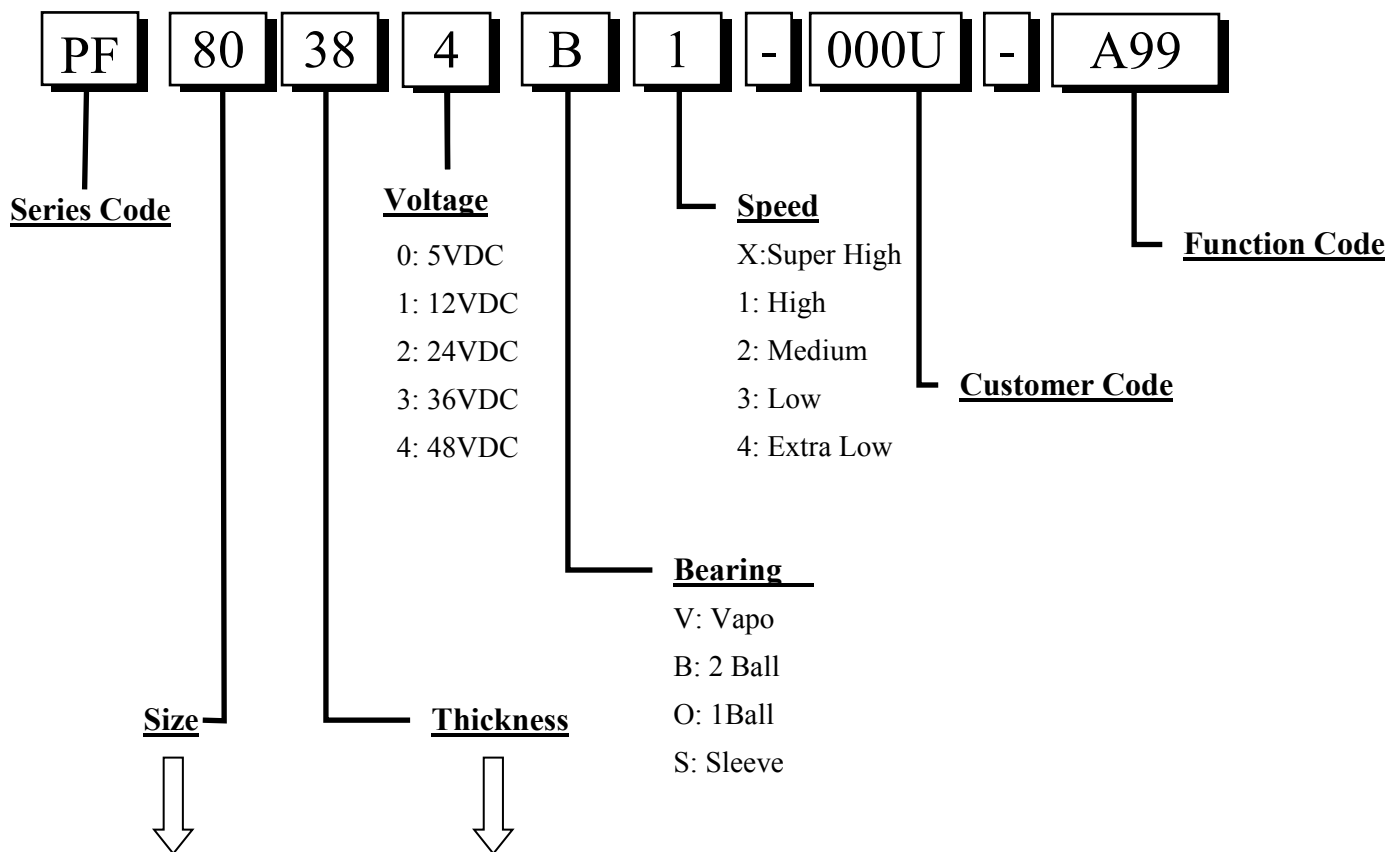 PF 80 38 4 B 1 - 000U - A99
Series Code
Voltage
0: 5VDC
1: 12VDC
2: 24VDC
3: 36VDC
4: 48VDC
Speed
X:Super High
1: High
2: Medium
3: Low
4: Extra Low
Function Code
Customer Code
Bearing
V: Vapo
B: 2 Ball
O: 1Ball
S: Sleeve
Size
Thickness